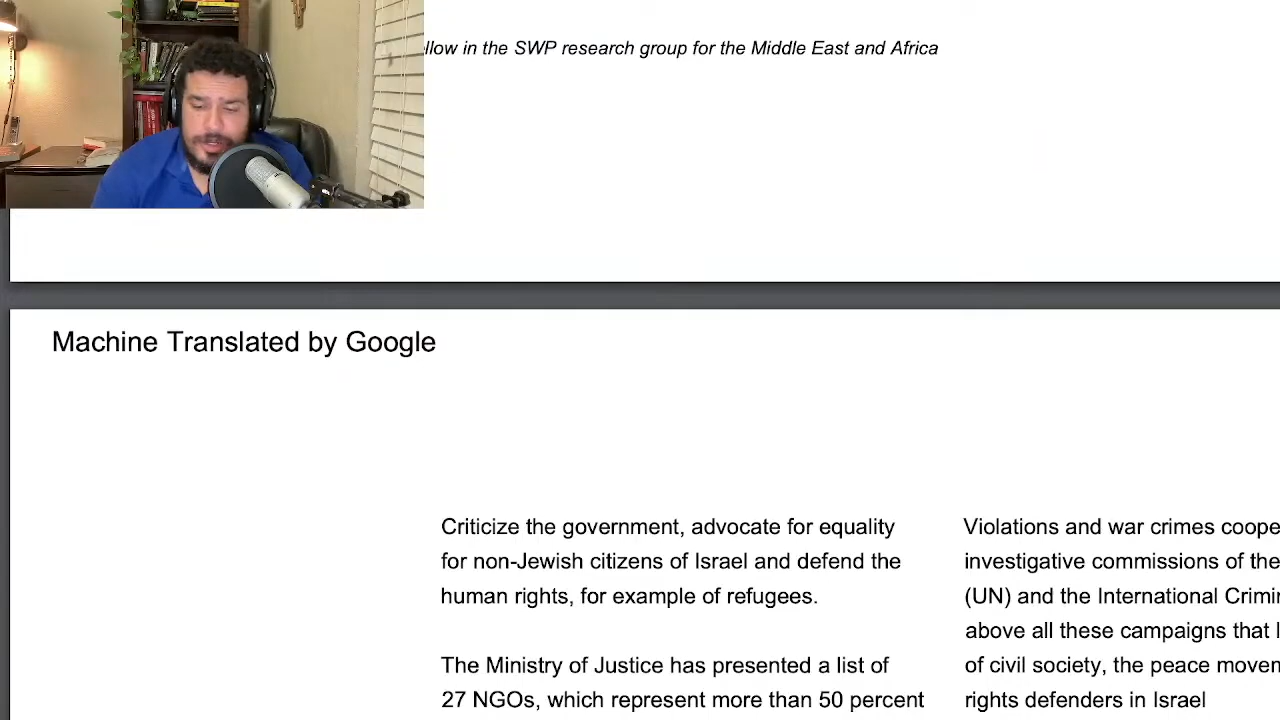 llow in the SWP research group for the Middle East and Africa
Machine Translated by Google
Criticize the government, advocate for equality
for non-Jewish citizens of Israel and defend the
human rights, for example of refugees.
The Ministry of Justice has presented a list of
27 NGOs, which represent more than 50 percent
Violations and war crimes coope
investigative commissions of the
(UN) and the International Crimi
above all these campaigns that l
of civil society, the peace movem
rights defenders in Israel